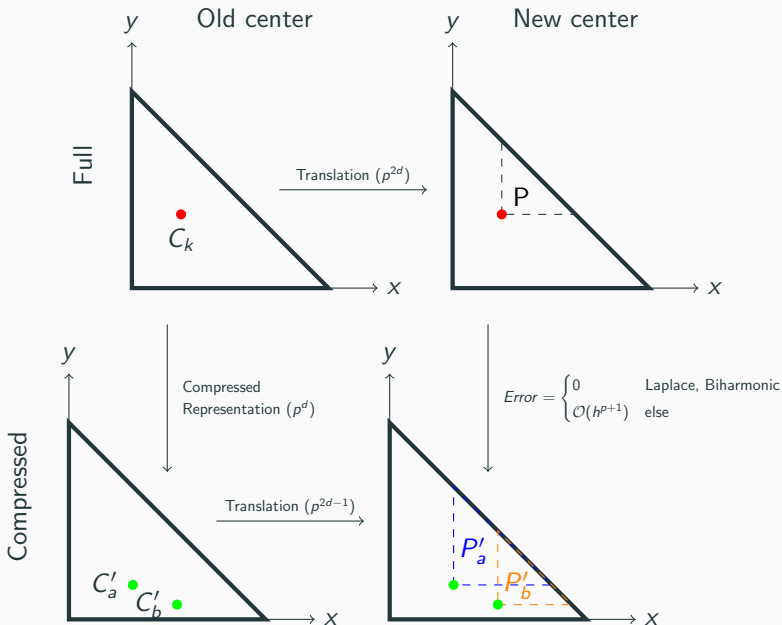 Old center
New center
y
y
Full
Translation (p^{2d})
P
C_k
x
x
y
y
Compressed
Representation (p^d)
Error = { 0 Laplace, Biharmonic
O(h^{p+1}) else
Compressed
Translation (p^{2d−1})
P'_a
C'_a
C'_b
P'_b
x
x